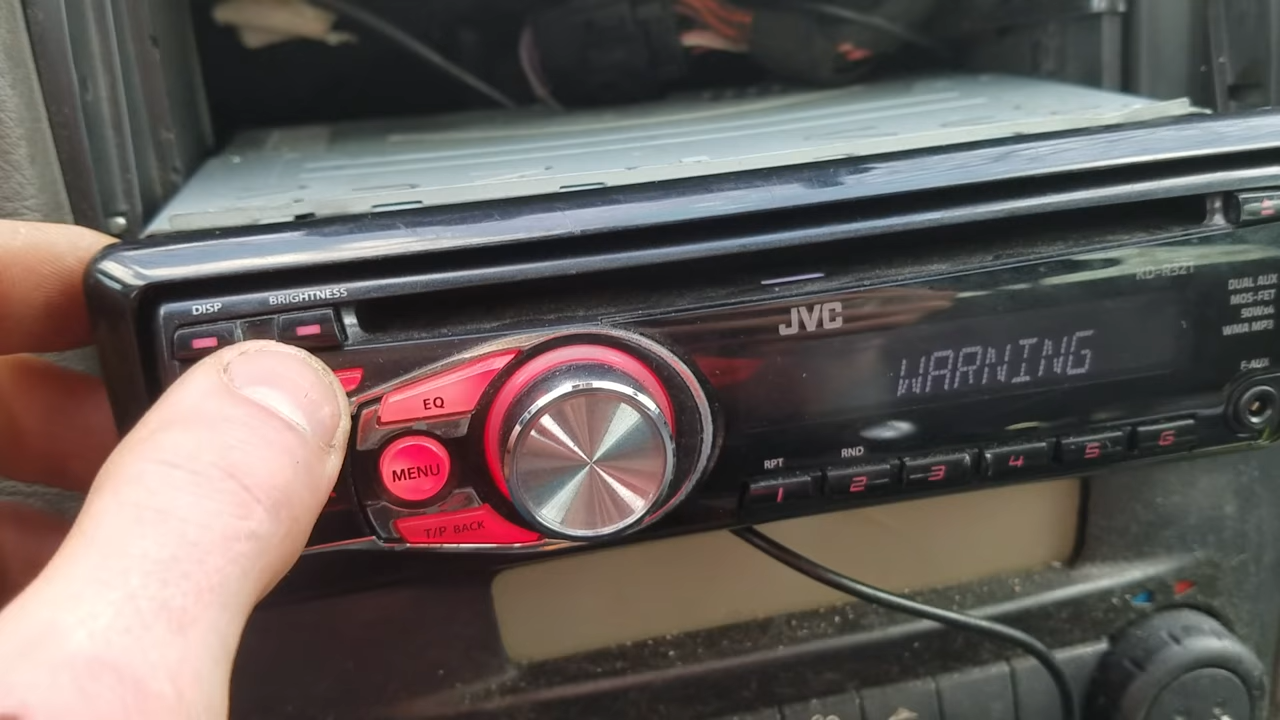 DISP
BRIGHTNESS
JVC
KD-R321
DUAL AUX
MOS-FET
50Wx4
WMA MP3
WARNING
EQ
MENU
T/P BACK
F-AUX
RPT
RND
1
2
3
4
5
6